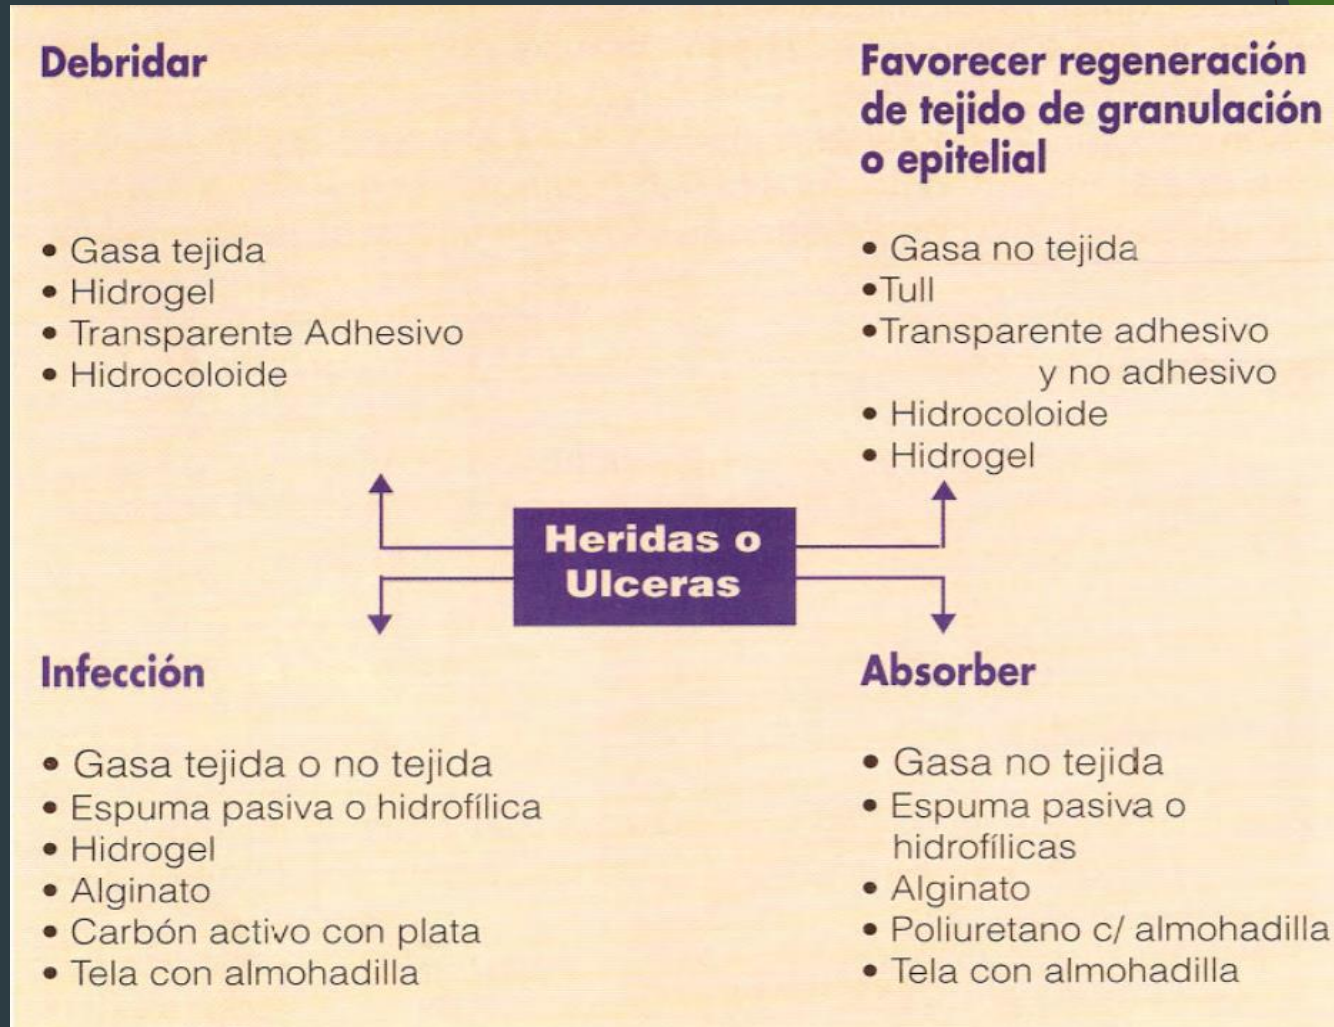 Debridar
• Gasa tejida
• Hidrogel
• Transparente Adhesivo
• Hidrocoloide
Favorecer regeneración
de tejido de granulación
o epitelial
• Gasa no tejida
•Tull
•Transparente adhesivo
y no adhesivo
• Hidrocoloide
• Hidrogel
Heridas o
Ulceras
Infección
• Gasa tejida o no tejida
• Espuma pasiva o hidrofílica
• Hidrogel
• Alginato
• Carbón activo con plata
• Tela con almohadilla
Absorber
• Gasa no tejida
• Espuma pasiva o
hidrofílicas
• Alginato
• Poliuretano c/ almohadilla
• Tela con almohadilla